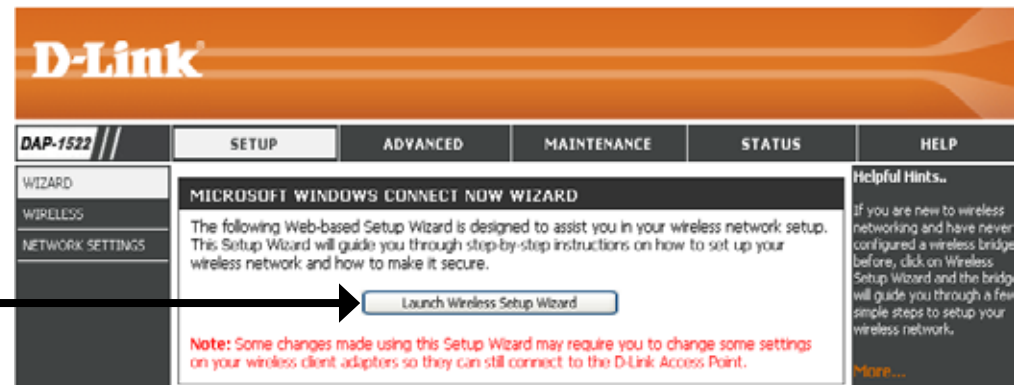 D-Link
DAP-1522
SETUP
ADVANCED
MAINTENANCE
STATUS
HELP
WIZARD
WIRELESS
NETWORK SETTINGS
MICROSOFT WINDOWS CONNECT NOW WIZARD
The following Web-based Setup Wizard is designed to assist you in your wireless network setup.
This Setup Wizard will guide you through step-by-step instructions on how to set up your
wireless network and how to make it secure.
Launch Wireless Setup Wizard
Note: Some changes made using this Setup Wizard may require you to change some settings
on your wireless client adapters so they can still connect to the D-Link Access Point.
Helpful Hints..
If you are new to wireless
networking and have never
configured a wireless bridge
before, click on Wireless
Setup Wizard and the bridge
will guide you through a few
simple steps to setup your
wireless network.
More...